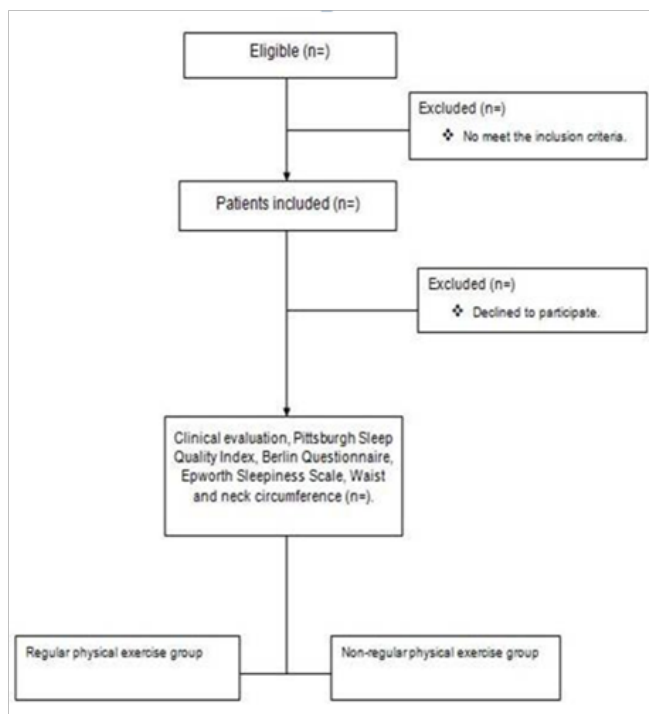 Eligible (n=)
Excluded (n=)
❖ No meet the inclusion criteria.
Patients included (n=)
Excluded (n=)
❖ Declined to participate.
Clinical evaluation, Pittsburgh Sleep
Quality Index, Berlin Questionnaire,
Epworth Sleepiness Scale, Waist
and neck circumference (n=).
Regular physical exercise group
Non-regular physical exercise group